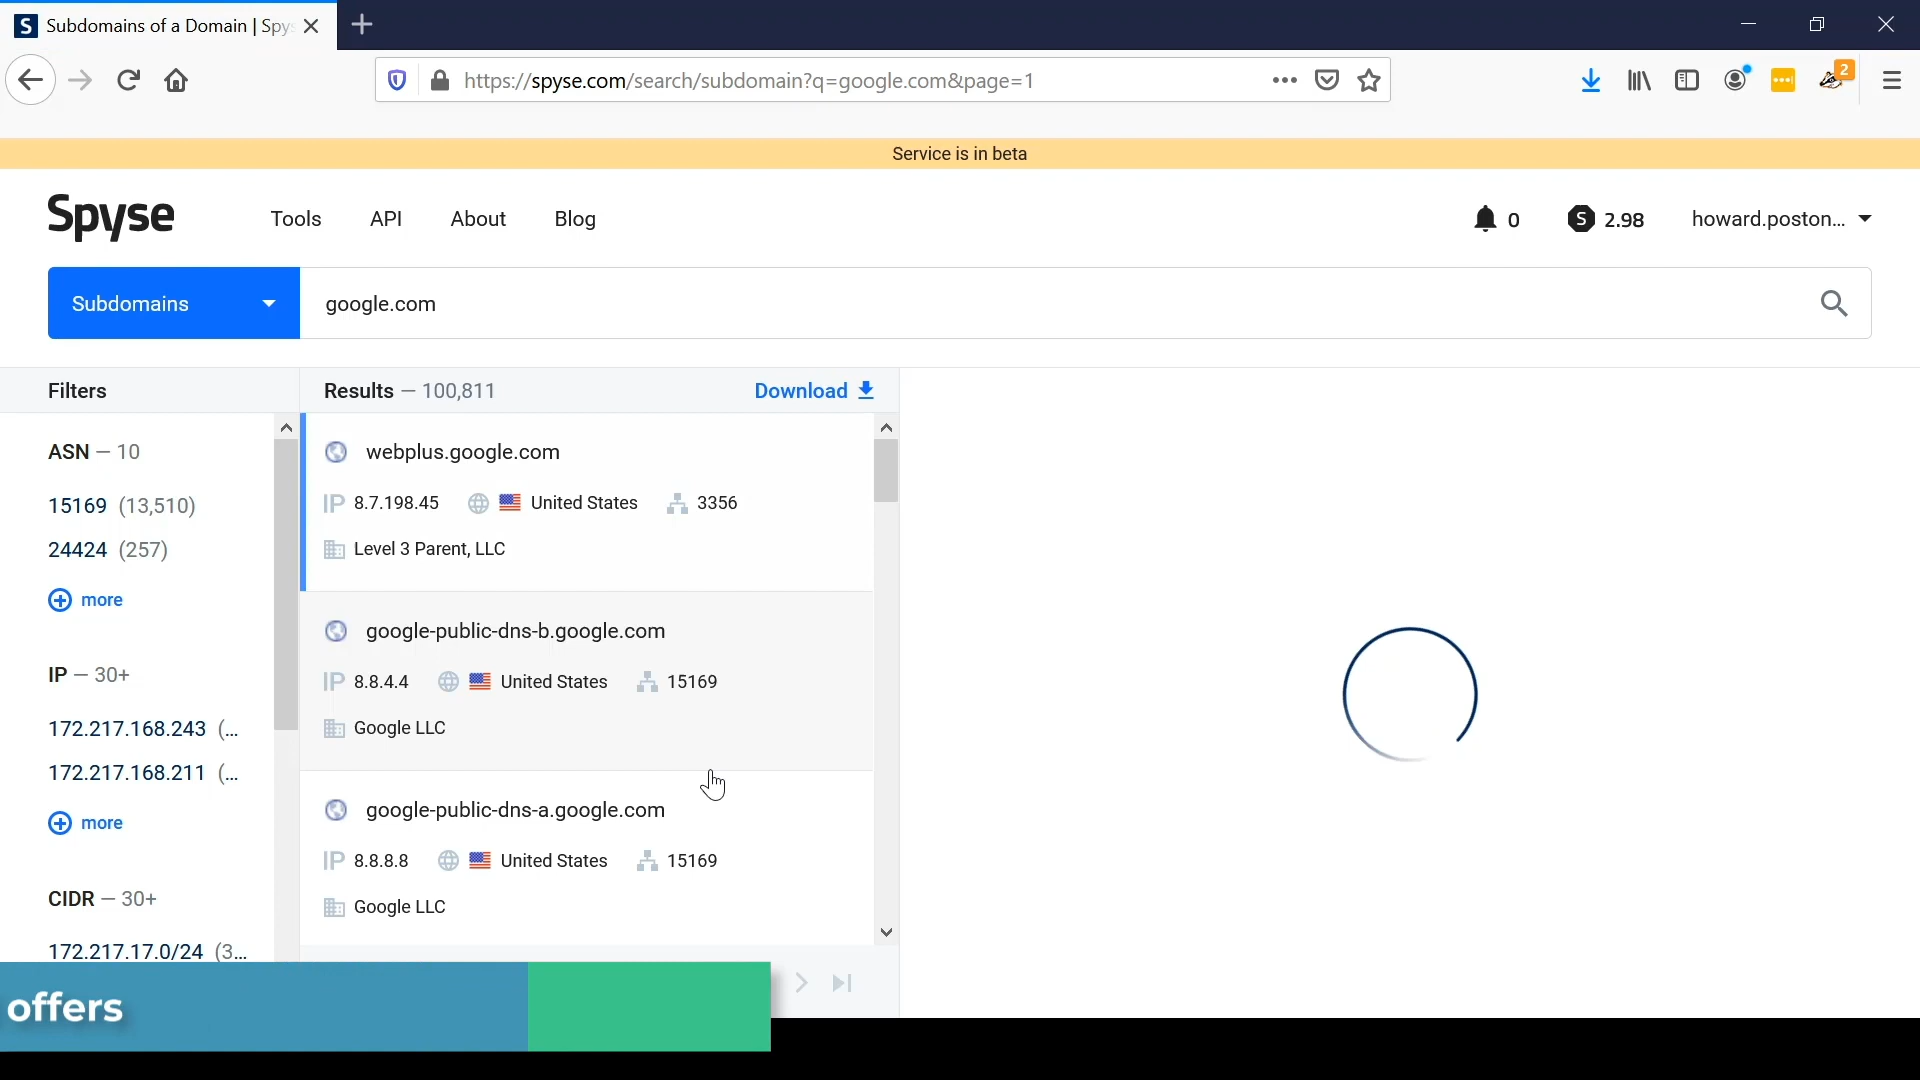 Subdomains of a Domain | Spys
https://spyse.com/search/subdomain?q=google.com&page=1
2
Service is in beta
Spyse
Tools
API
About
Blog
0
S 2.98
howard.poston...
Subdomains
google.com
Filters
Results — 100,811
Download
ASN — 10
15169 (13,510)
24424 (257)
more
IP — 30+
172.217.168.243 (...
172.217.168.211 (...
more
CIDR — 30+
172.217.17.0/24 (3...
webplus.google.com
IP 8.7.198.45 United States 3356
Level 3 Parent, LLC
google-public-dns-b.google.com
IP 8.8.4.4 United States 15169
Google LLC
google-public-dns-a.google.com
IP 8.8.8.8 United States 15169
Google LLC
offers